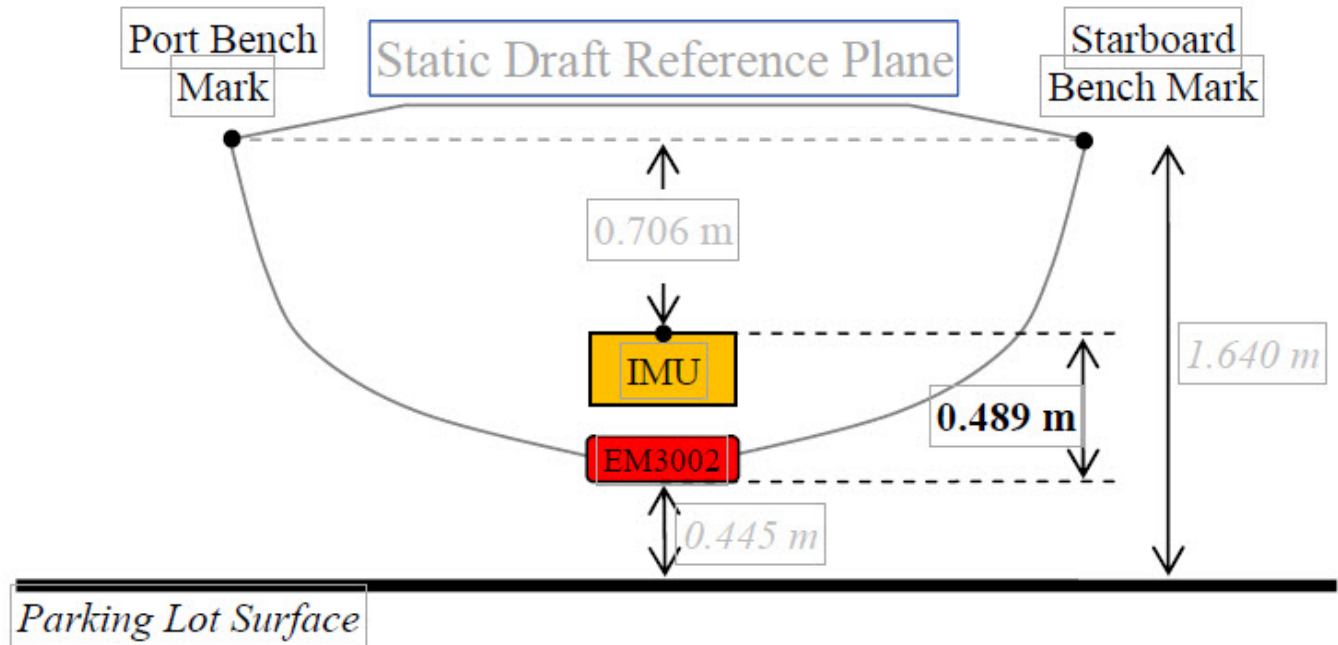 Port Bench
Mark
Static Draft Reference Plane
Starboard
Bench Mark
0.706 m
1.640 m
IMU
0.489 m
EM3002
0.445 m
Parking Lot Surface